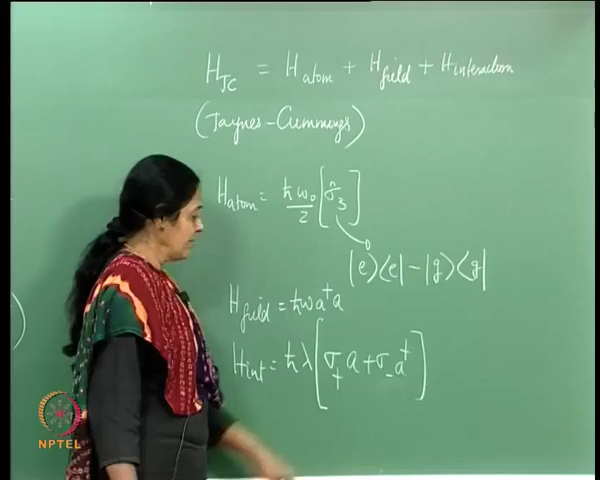 H_JC = H_atom + H_field + H_interaction
(Jaynes-Cummings)
H_atom = ħω₀/2 [σ̂₃]
|e⟩⟨e| - |g⟩⟨g|
H_field = ħωa†a
H_int = ħλ[σ₊a + σ₋a†]
NPTEL